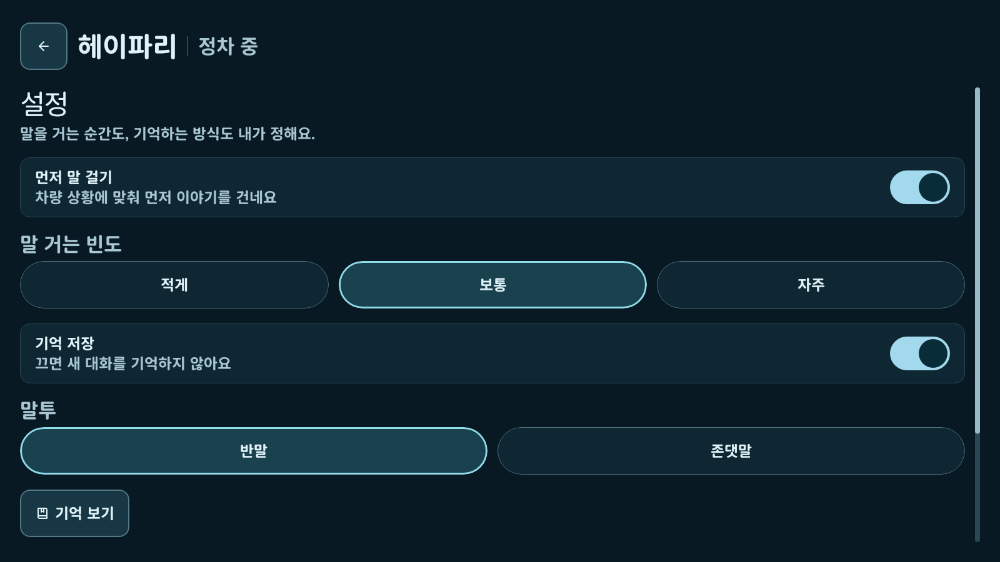 헤이파리
정차 중
설정
말을 거는 순간도, 기억하는 방식도 내가 정해요.
먼저 말 걸기
차량 상황에 맞춰 먼저 이야기를 건네요
말 거는 빈도
적게
보통
자주
기억 저장
끄면 새 대화를 기억하지 않아요
말투
반말
존댓말
기억 보기